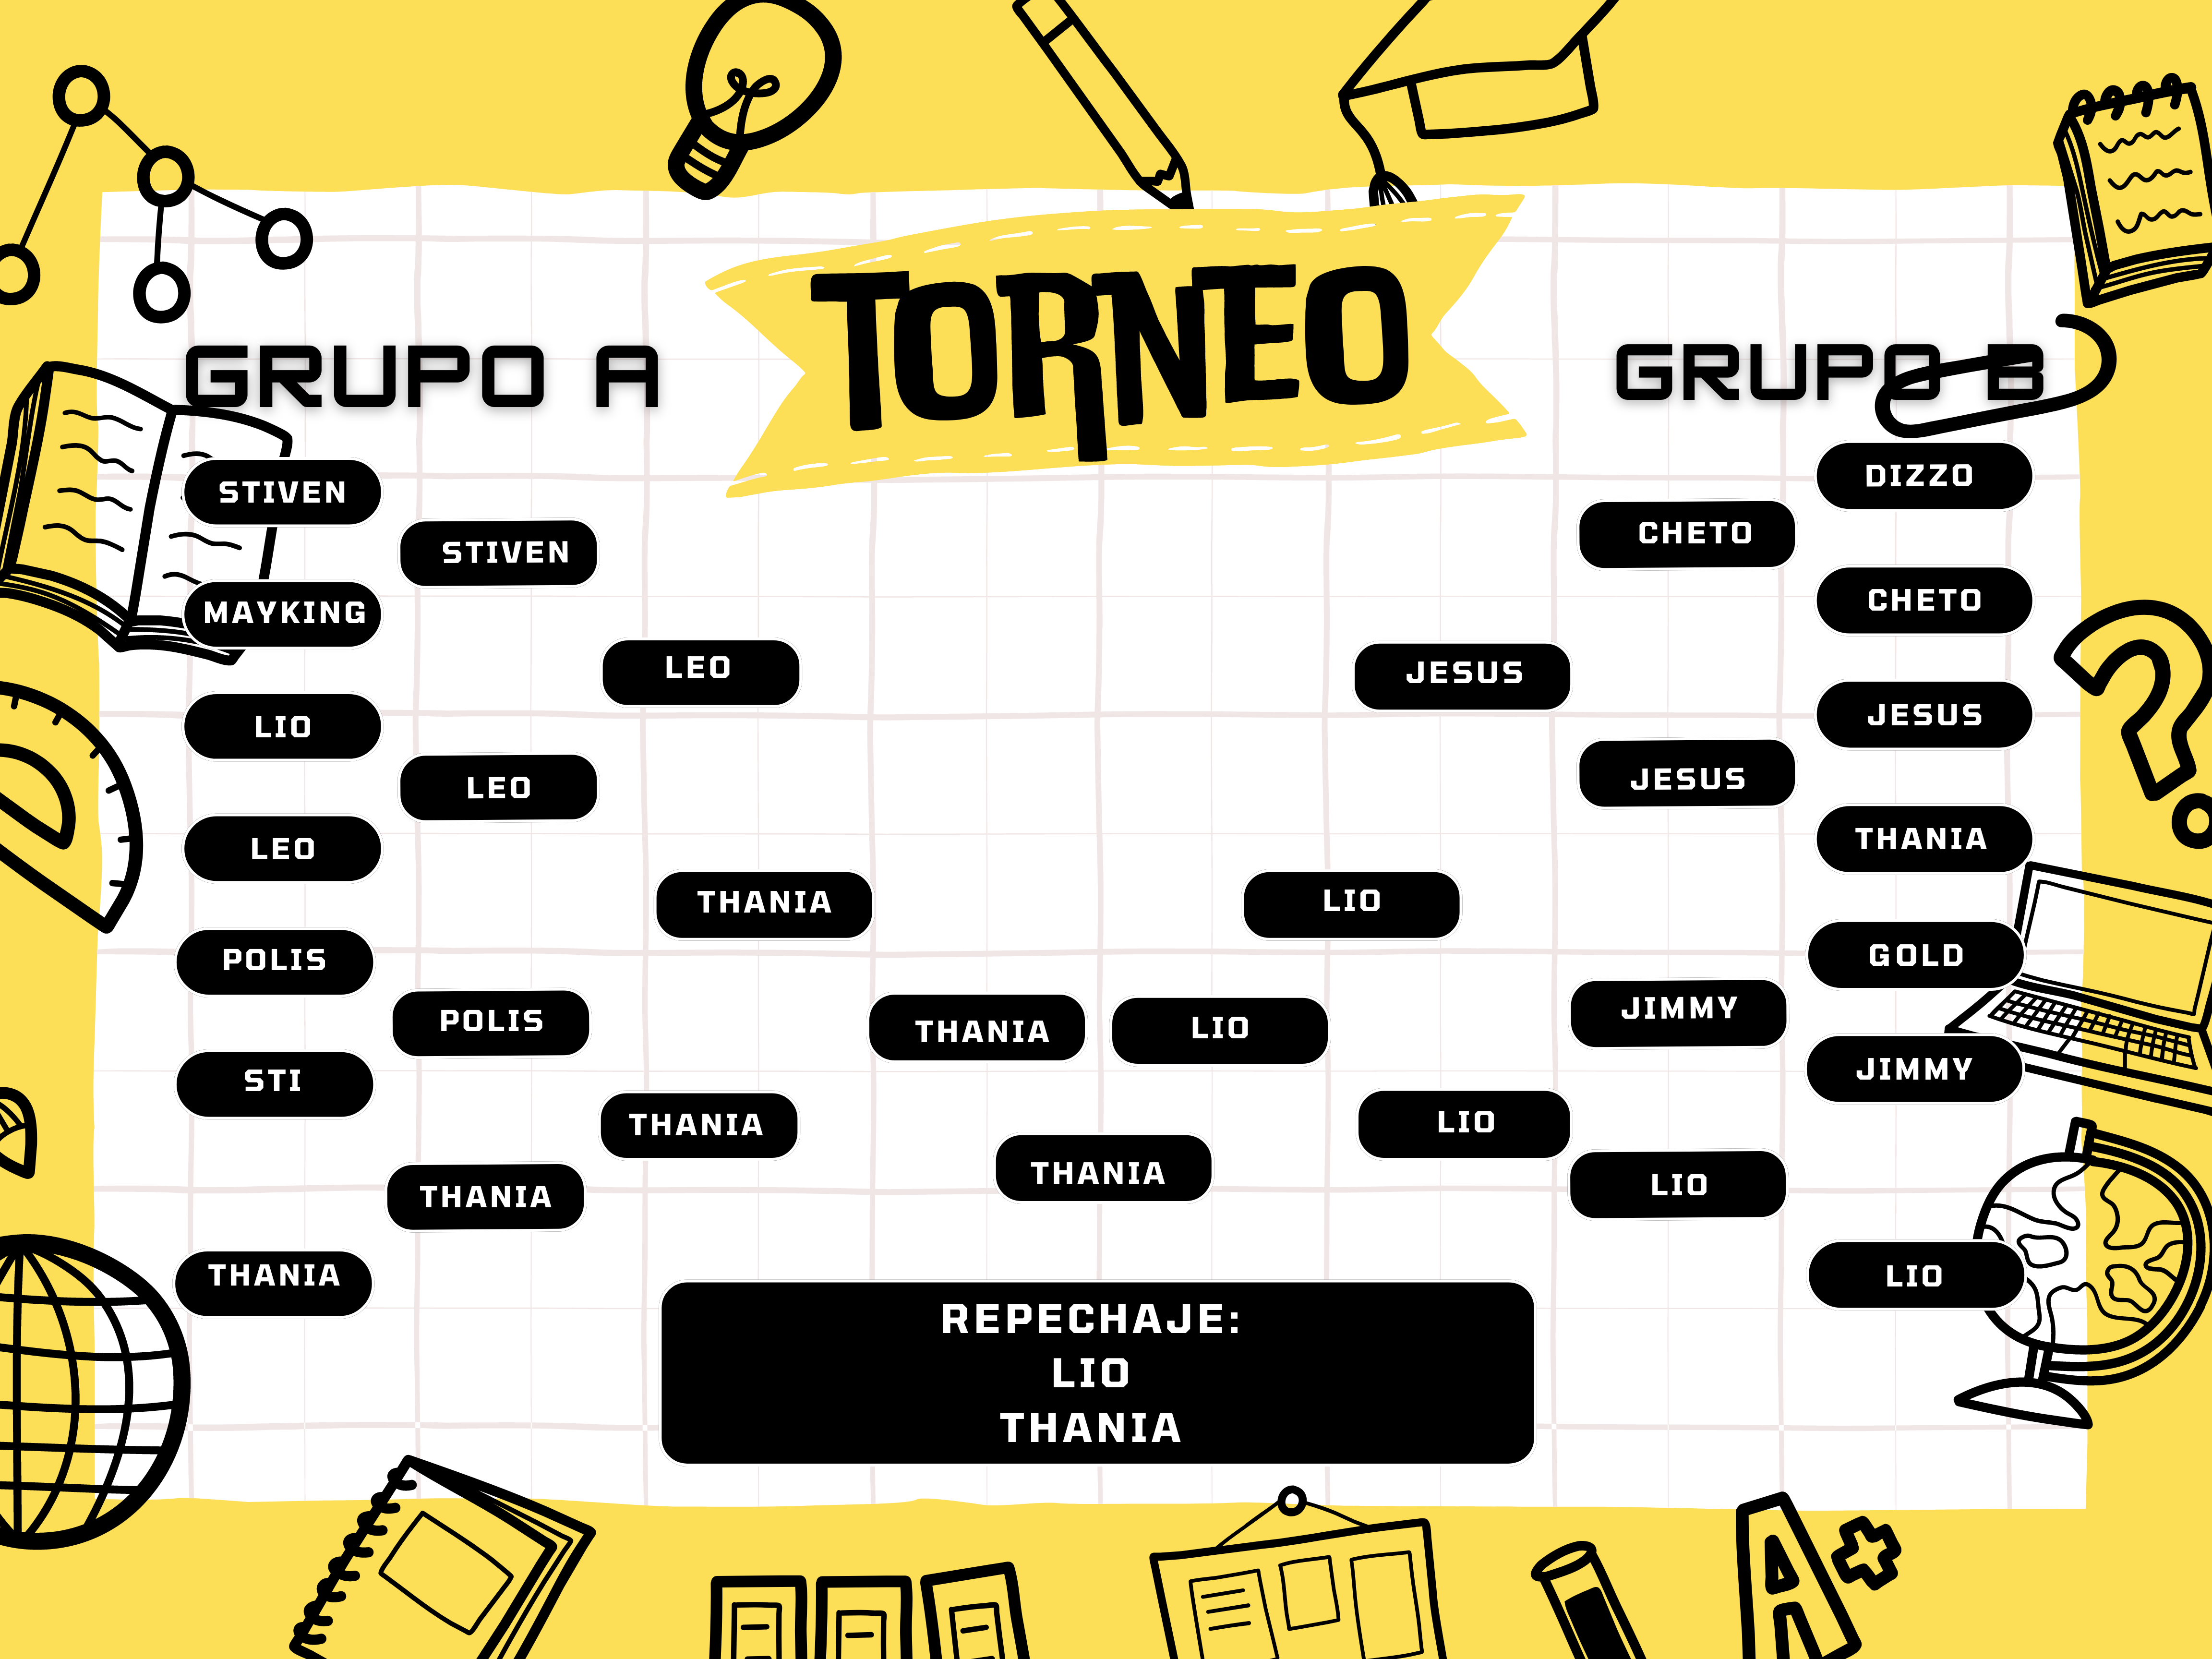 TORNEO
GRUPO A
GRUPO B
STIVEN
STIVEN
MAYKING
LEO
LIO
LEO
LEO
THANIA
POLIS
POLIS
STI
THANIA
THANIA
THANIA
DIZZO
CHETO
CHETO
JESUS
JESUS
JESUS
THANIA
LIO
GOLD
JIMMY
JIMMY
LIO
LIO
LIO
THANIA
LIO
THANIA
REPECHAJE:
LIO
THANIA
A+